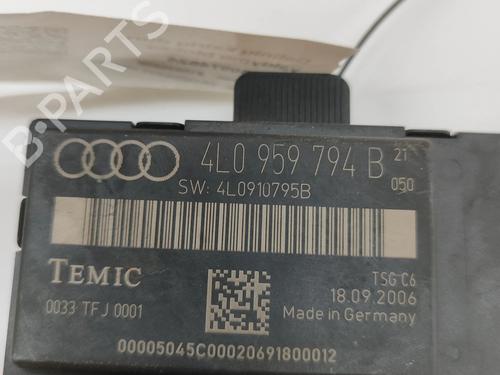 4L0 959 794 B 21
050
SW: 4L0910795B
TEMIC
TSG C6
18.09.2006
0033 TFJ 0001
Made in Germany
00005045C00020691800012
B-PARTS